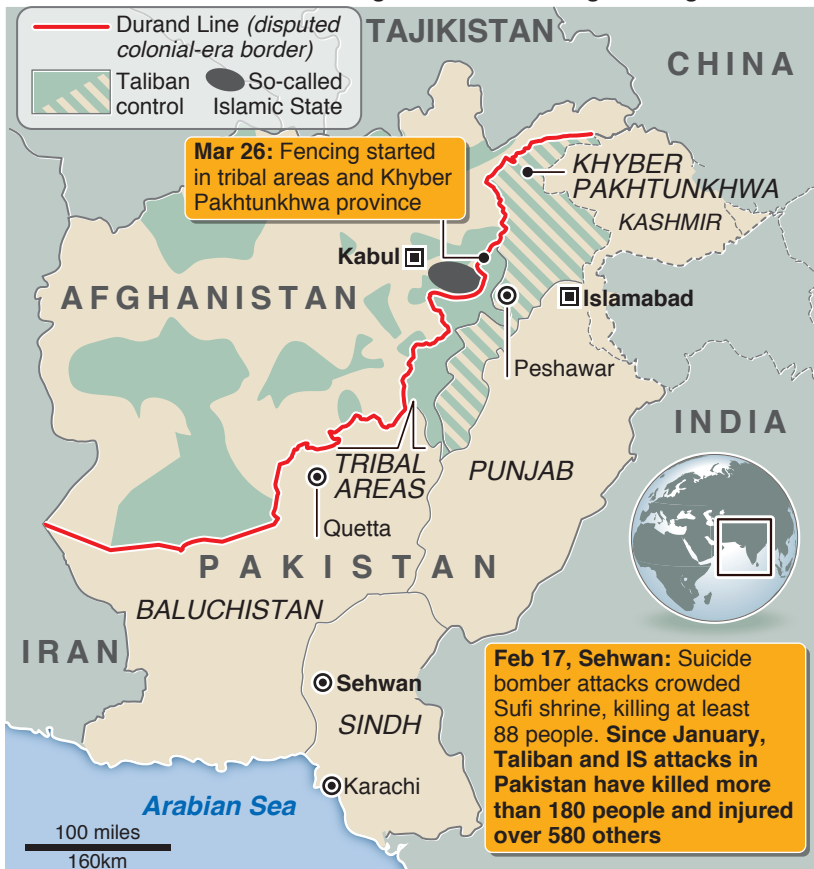 Durand Line (disputed
colonial-era border)
Taliban
control
So-called
Islamic State
TAJIKISTAN
CHINA
Mar 26: Fencing started
in tribal areas and Khyber
Pakhtunkhwa province
KHYBER
PAKHTUNKHWA
KASHMIR
Kabul
AFGHANISTAN
Islamabad
Peshawar
INDIA
TRIBAL
AREAS
PUNJAB
Quetta
PAKISTAN
BALUCHISTAN
IRAN
Sehwan
SINDH
Karachi
Arabian Sea
100 miles
160km
Feb 17, Sehwan: Suicide
bomber attacks crowded
Sufi shrine, killing at least
88 people. Since January,
Taliban and IS attacks in
Pakistan have killed more
than 180 people and injured
over 580 others